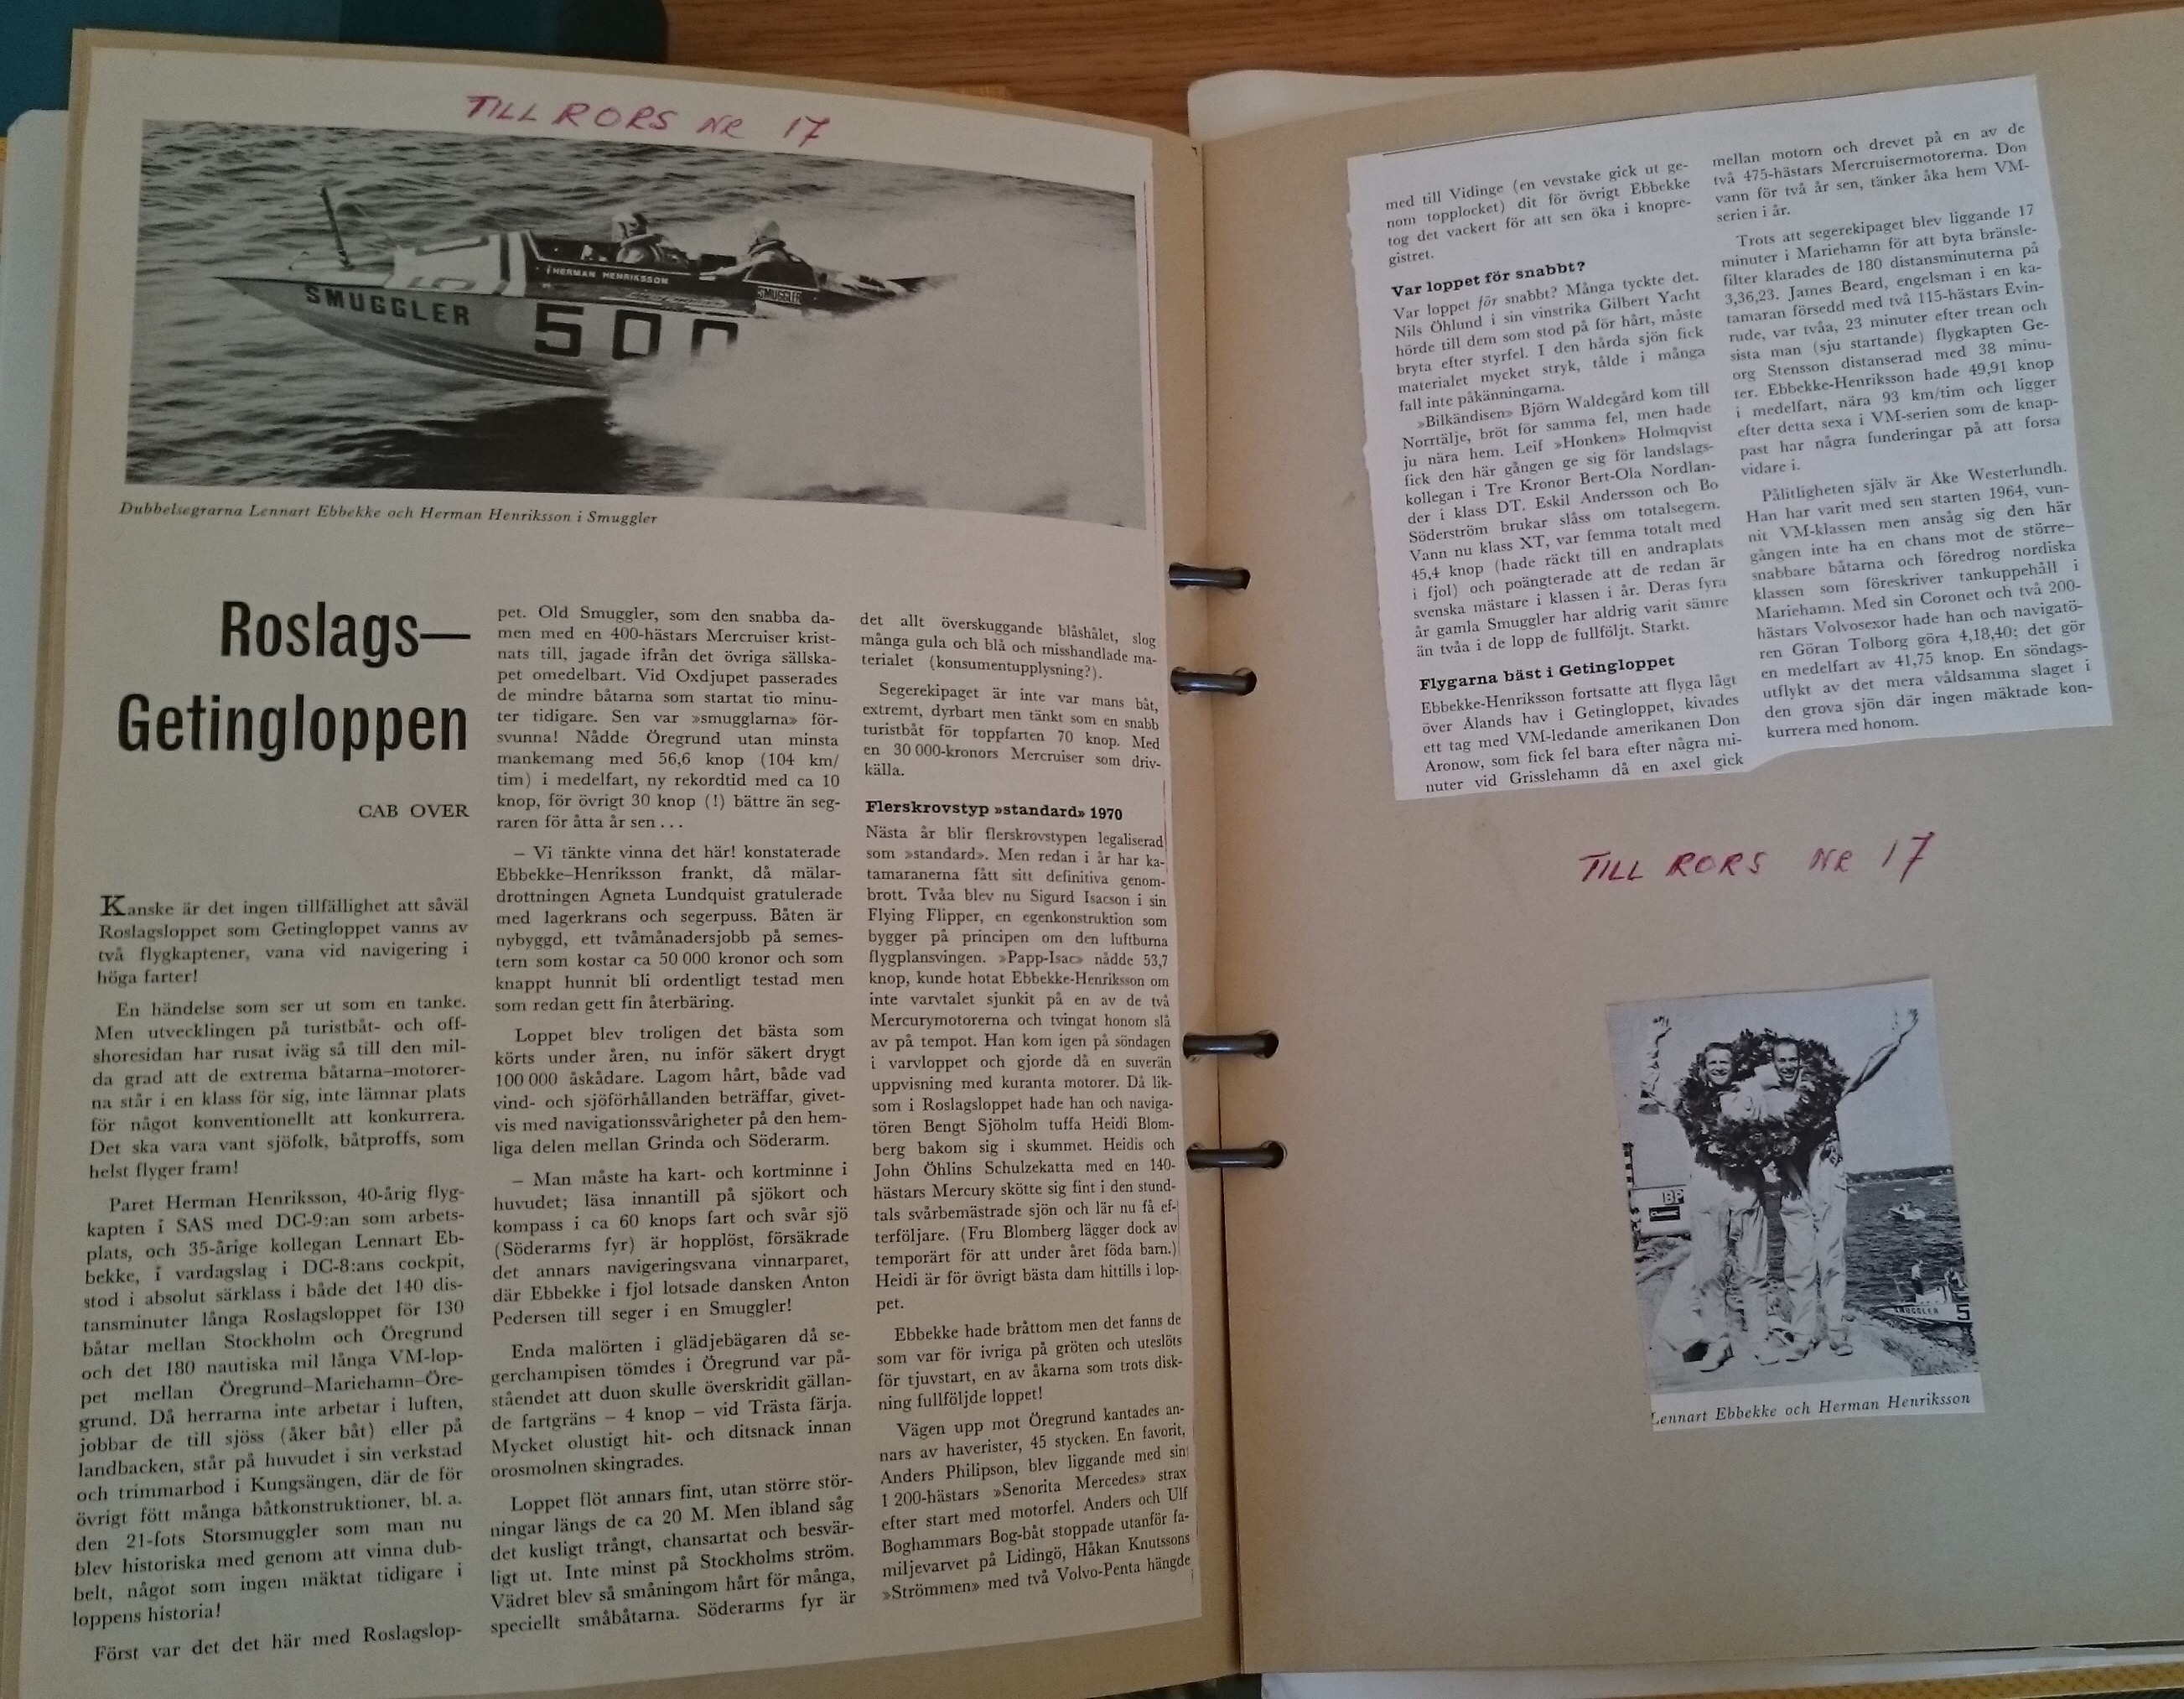 TILL RORS NR 17
HERMAN HENRIKSSON
SMUGGLER
SMUGGLER
500
Dubbelsegrarna Lennart Ebbekke och Herman Henriksson i Smuggler
Roslags—
Getingloppen
CAB OVER
Kanske är det ingen tillfällighet att såväl
Roslagsloppet som Getingloppet vanns av
två flygkaptener, vana vid navigering i
höga farter!
En händelse som ser ut som en tanke.
Men utvecklingen på turistbåt- och off-
shoresidan har rusat iväg så till den mil-
da grad att de extrema båtarna–motorer-
na står i en klass för sig, inte lämnar plats
för något konventionellt att konkurrera.
Det ska vara vant sjöfolk, båtproffs, som
helst flyger fram!
Paret Herman Henriksson, 40-årig flyg-
kapten i SAS med DC-9:an som arbets-
plats, och 35-årige kollegan Lennart Eb-
bekke, i vardagslag i DC-8:ans cockpit,
stod i absolut särklass i både det 140 dis-
tansminuter långa Roslagsloppet för 130
båtar mellan Stockholm och Öregrund
och det 180 nautiska mil långa VM-lop-
pet mellan Öregrund–Mariehamn–Öre-
grund. Då herrarna inte arbetar i luften,
jobbar de till sjöss (åker båt) eller på
landbacken, står på huvudet i sin verkstad
och trimmarbod i Kungsängen, där de för
övrigt fött många båtkonstruktioner, bl. a.
den 21-fots Storsmuggler som man nu
blev historiska med genom att vinna dub-
belt, något som ingen mäktat tidigare i
loppens historia!
Först var det det här med Roslagslop-
pet. Old Smuggler, som den snabba da-
men med en 400-hästars Mercruiser krist-
nats till, jagade ifrån det övriga sällska-
pet omedelbart. Vid Oxdjupet passerades
de mindre båtarna som startat tio minu-
ter tidigare. Sen var »smugglarna» för-
svunna! Nådde Öregrund utan minsta
mankemang med 56,6 knop (104 km/
tim) i medelfart, ny rekordtid med ca 10
knop, för övrigt 30 knop (!) bättre än seg-
raren för åtta år sen . . .
– Vi tänkte vinna det här! konstaterade
Ebbekke–Henriksson frankt, då mälar-
drottningen Agneta Lundquist gratulerade
med lagerkrans och segerpuss. Båten är
nybyggd, ett tvåmånadersjobb på semes-
tern som kostar ca 50 000 kronor och som
knappt hunnit bli ordentligt testad men
som redan gett fin återbäring.
Loppet blev troligen det bästa som
körts under åren, nu inför säkert drygt
100 000 åskådare. Lagom hårt, både vad
vind- och sjöförhållanden beträffar, givet-
vis med navigationssvårigheter på den hem-
liga delen mellan Grinda och Söderarm.
– Man måste ha kart- och kortminne i
huvudet; läsa innantill på sjökort och
kompass i ca 60 knops fart och svår sjö
(Söderarms fyr) är hopplöst, försäkrade
det annars navigeringsvana vinnarparet,
där Ebbekke i fjol lotsade dansken Anton
Pedersen till seger i en Smuggler!
Enda malörten i glädjebägaren då se-
gerchampisen tömdes i Öregrund var på-
ståendet att duon skulle överskridit gällan-
de fartgräns – 4 knop – vid Trästa färja.
Mycket olustigt hit- och ditsnack innan
orosmolnen skingrades.
Loppet flöt annars fint, utan större stör-
ningar längs de ca 20 M. Men ibland såg
det kusligt trångt, chansartat och besvär-
ligt ut. Inte minst på Stockholms ström.
Vädret blev så småningom hårt för många,
speciellt småbåtarna. Söderarms fyr är
det allt överskuggande blåshålet, slog
många gula och blå och misshandlade ma-
terialet (konsumentupplysning?).
Segerekipaget är inte var mans båt,
extremt, dyrbart men tänkt som en snabb
turistbåt för toppfarten 70 knop. Med
en 30 000-kronors Mercruiser som driv-
källa.
Flerskrovstyp »standard» 1970
Nästa år blir flerskrovstypen legaliserad
som »standard». Men redan i år har ka-
tamaranerna fått sitt definitiva genom-
brott. Tvåa blev nu Sigurd Isacson i sin
Flying Flipper, en egenkonstruktion som
bygger på principen om den luftburna
flygplansvingen. »Papp-Isac» nådde 53,7
knop, kunde hotat Ebbekke-Henriksson om
inte varvtalet sjunkit på en av de två
Mercurymotorerna och tvingat honom slå
av på tempot. Han kom igen på söndagen
i varvloppet och gjorde då en suverän
uppvisning med kuranta motorer. Då lik-
som i Roslagsloppet hade han och naviga-
tören Bengt Sjöholm tuffa Heidi Blom-
berg bakom sig i skummet. Heidis och
John Öhlins Schulzekatta med en 140-
hästars Mercury skötte sig fint i den stund-
tals svårbemästrade sjön och lär nu få ef-
terföljare. (Fru Blomberg lägger dock av
temporärt för att under året föda barn.)
Heidi är för övrigt bästa dam hittills i lop-
pet.
Ebbekke hade bråttom men det fanns de
som var för ivriga på gröten och uteslöts
för tjuvstart, en av åkarna som trots disk-
ning fullföljde loppet!
Vägen upp mot Öregrund kantades an-
nars av haverister, 45 stycken. En favorit,
Anders Philipson, blev liggande med sin
1 200-hästars »Senorita Mercedes» strax
efter start med motorfel. Anders och Ulf
Boghammars Bog-båt stoppade utanför fa-
miljevarvet på Lidingö, Håkan Knutssons
»Strömmen» med två Volvo-Penta hängde
med till Vidinge (en vevstake gick ut ge-
nom topplocket) dit för övrigt Ebbekke
tog det vackert för att sen öka i knopre-
gistret.
Var loppet för snabbt?
Var loppet för snabbt? Många tyckte det.
Nils Öhlund i sin vinstrika Gilbert Yacht
hörde till dem som stod på för hårt, måste
bryta efter styrfel. I den hårda sjön fick
materialet mycket stryk, tålde i många
fall inte påkänningarna.
»Bilkändisen» Björn Waldegård kom till
Norrtälje, bröt för samma fel, men hade
ju nära hem. Leif »Honken» Holmqvist
fick den här gången ge sig för landslags-
kollegan i Tre Kronor Bert-Ola Nordlan-
der i klass DT. Eskil Andersson och Bo
Söderström brukar slåss om totalsegern.
Vann nu klass XT, var femma totalt med
45,4 knop (hade räckt till en andraplats
i fjol) och poängterade att de redan är
svenska mästare i klassen i år. Deras fyra
år gamla Smuggler har aldrig varit sämre
än tvåa i de lopp de fullföljt. Starkt.
Flygarna bäst i Getingloppet
Ebbekke-Henriksson fortsatte att flyga lågt
över Ålands hav i Getingloppet, kivades
ett tag med VM-ledande amerikanen Don
Aronow, som fick fel bara efter några mi-
nuter vid Grisslehamn då en axel gick
mellan motorn och drevet på en av de
två 475-hästars Mercruisermotorerna. Don
vann för två år sen, tänker åka hem VM-
serien i år.
Trots att segerekipaget blev liggande 17
minuter i Mariehamn för att byta bränsle-
filter klarades de 180 distansminuterna på
3,36,23. James Beard, engelsman i en ka-
tamaran försedd med två 115-hästars Evin-
rude, var tvåa, 23 minuter efter trean och
sista man (sju startande) flygkapten Ge-
org Stensson distanserad med 38 minu-
ter. Ebbekke-Henriksson hade 49,91 knop
i medelfart, nära 93 km/tim och ligger
efter detta sexa i VM-serien som de knap-
past har några funderingar på att forsa
vidare i.
Pålitligheten själv är Åke Westerlundh.
Han har varit med sen starten 1964, vun-
nit VM-klassen men ansåg sig den här
gången inte ha en chans mot de större–
snabbare båtarna och föredrog nordiska
klassen som föreskriver tankuppehåll i
Mariehamn. Med sin Coronet och två 200-
hästars Volvosexor hade han och navigatö-
ren Göran Tolborg göra 4,18,40; det gör
en medelfart av 41,75 knop. En söndags-
utflykt av det mera våldsamma slaget i
den grova sjön där ingen mäktade kon-
kurrera med honom.
TILL RORS NR 17
BP
SMUGGLER
5
Lennart Ebbekke och Herman Henriksson